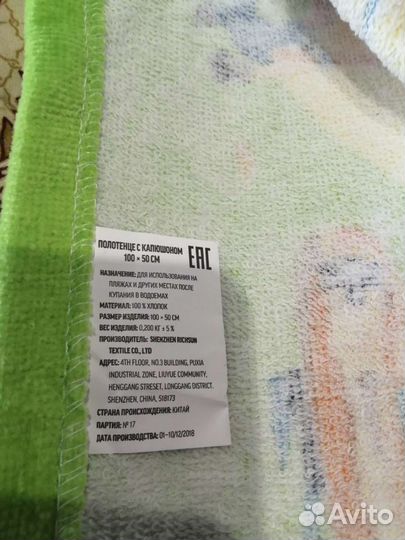 ПОЛОТЕНЦЕ С КАПЮШОНОМ
100 × 50 СМ
EAC
НАЗНАЧЕНИЕ: ДЛЯ ИСПОЛЬЗОВАНИЯ НА
ПЛЯЖАХ И ДРУГИХ МЕСТАХ ПОСЛЕ
КУПАНИЯ В ВОДОЕМАХ
МАТЕРИАЛ: 100 % ХЛОПОК
РАЗМЕР ИЗДЕЛИЯ: 100 × 50 СМ
ВЕС ИЗДЕЛИЯ: 0,200 КГ ± 5 %
ПРОИЗВОДИТЕЛЬ: SHENZHEN RICHSUN
TEXTILE CO., LTD
АДРЕС: 4TH FLOOR, NO.3 BUILDING, PUXIA
INDUSTRIAL ZONE, LIUYUE COMMUNITY,
HENGGANG STRESET, LONGGANG DISTRICT.
SHENZHEN, CHINA, 518173
СТРАНА ПРОИСХОЖДЕНИЯ: КИТАЙ
ПАРТИЯ: № 17
ДАТА ПРОИЗВОДСТВА: 01-10/12/2018
Avito